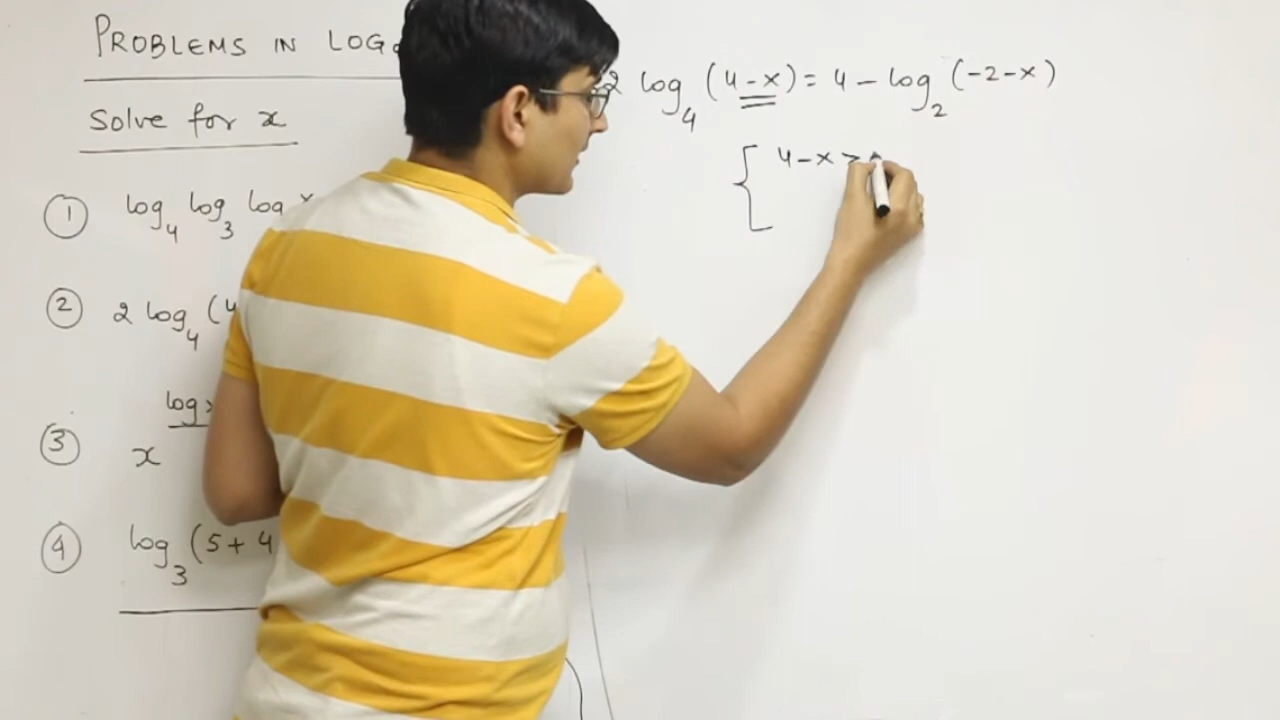 PROBLEMS IN LOG
Solve for x
① log₄ log₃ log x
② 2 log₄ (4
③ x^log x
④ log₃ (5 + 4
2 log₄ (4 - x) = 4 - log₂ (-2 - x)
{ 4 - x >